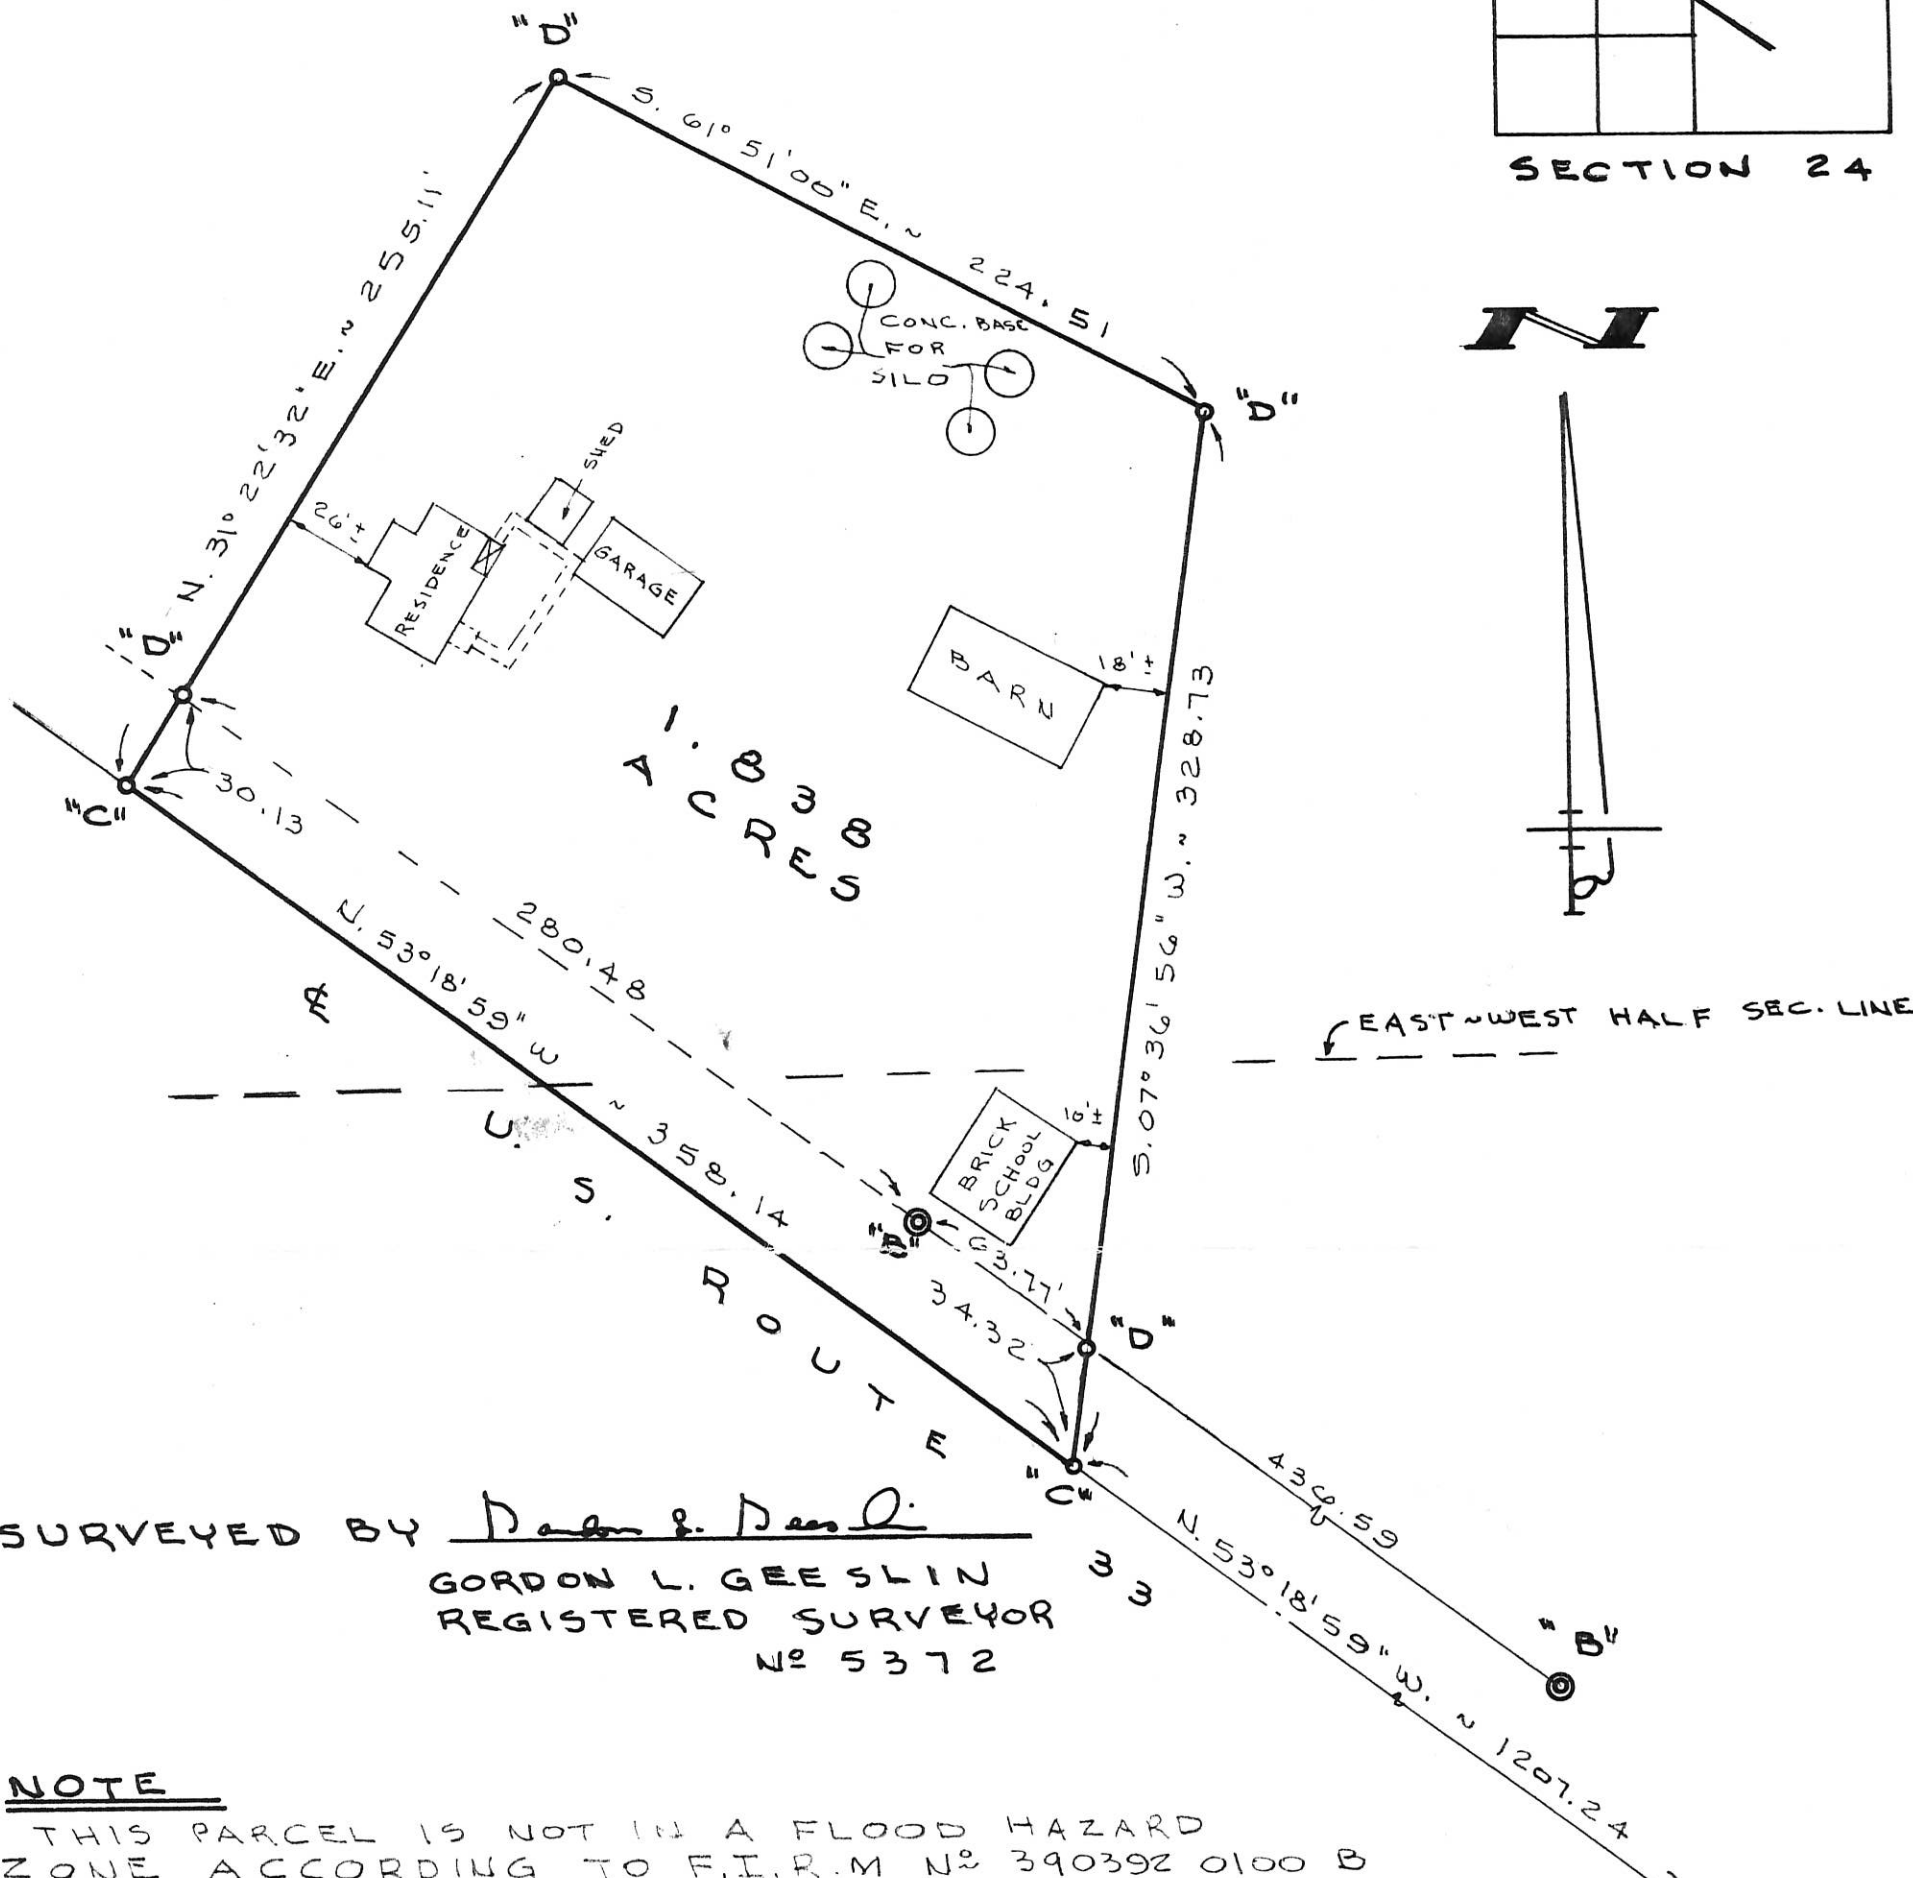 "D"
SECTION 24
S. 61° 51' 00" E. ~ 224.51
N. 31° 22' 32" E. ~ 255.11'
CONC. BASE
FOR
SILO
"D"
SHED
26'±
RESIDENCE
GARAGE
"D"
BARN
18'±
S. 07° 36' 56" W. ~ 328.73
1.838
ACRES
30.13
"C"
280.48
N. 53° 18' 59" W ~ 358.14
EAST~WEST HALF SEC. LINE
10'±
BRICK
SCHOOL
BLDG
"B"
63.77'
34.32
"D"
"C"
℄ U.S. ROUTE 33
436.59
N. 53° 18' 59" W. ~ 1207.24
"B"
SURVEYED BY
GORDON L. GEESLIN
REGISTERED SURVEYOR
Nº 5372
NOTE
THIS PARCEL IS NOT IN A FLOOD HAZARD
ZONE ACCORDING TO F.I.R.M Nº 390392 0100 B